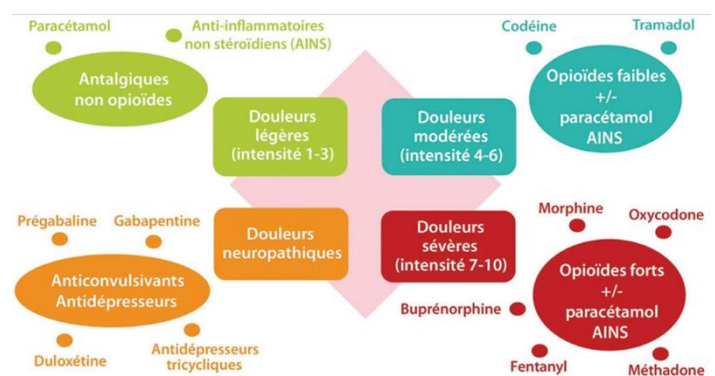 Paracétamol
Anti-inflammatoires
non stéroïdiens (AINS)
Antalgiques
non opioïdes
Douleurs
légères
(intensité 1-3)
Codéine
Tramadol
Opioïdes faibles
+/-
paracétamol
AINS
Douleurs
modérées
(intensité 4-6)
Prégabaline
Gabapentine
Anticonvulsivants
Antidépresseurs
Duloxétine
Antidépresseurs
tricycliques
Douleurs
neuropathiques
Douleurs
sévères
(intensité 7-10)
Morphine
Oxycodone
Opioïdes forts
+/-
paracétamol
AINS
Buprénorphine
Fentanyl
Méthadone